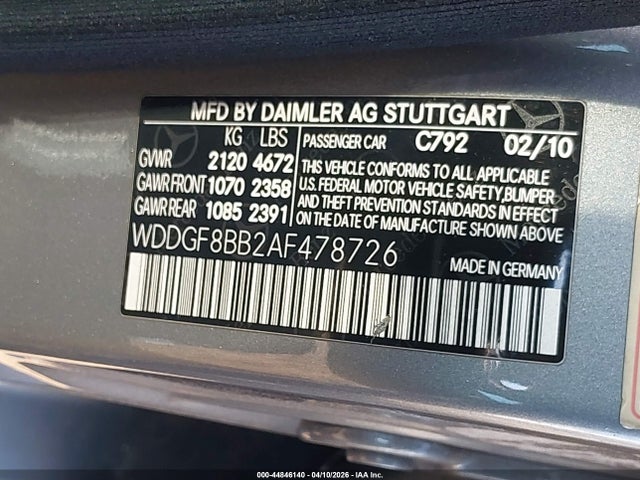 MFD BY DAIMLER AG STUTTGART
KG LBS
GVWR 2120 4672
GAWR FRONT 1070 2358
GAWR REAR 1085 2391
PASSENGER CAR C792 02/10
THIS VEHICLE CONFORMS TO ALL APPLICABLE
U.S. FEDERAL MOTOR VEHICLE SAFETY,BUMPER
AND THEFT PREVENTION STANDARDS IN EFFECT
ON THE DATE OF MANUFACTURE SHOWN ABOVE
WDDGF8BB2AF478726
MADE IN GERMANY
000-44846140 - 04/10/2026 - IAA Inc.